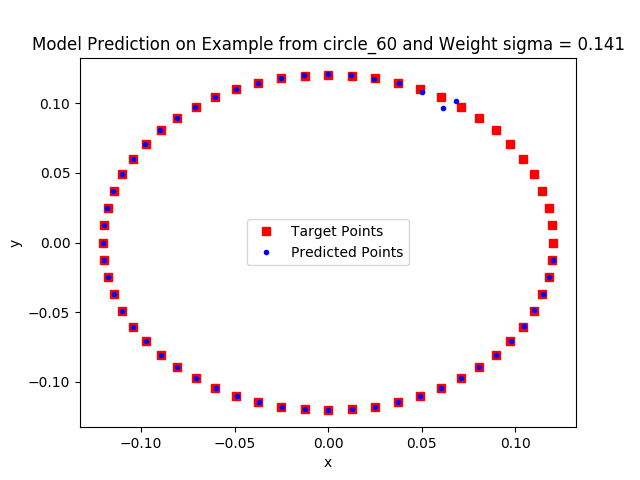 Model Prediction on Example from circle_60 and Weight sigma = 0.141
0.10
0.05
0.00
−0.05
−0.10
y
Target Points
Predicted Points
−0.10 −0.05 0.00 0.05 0.10
x